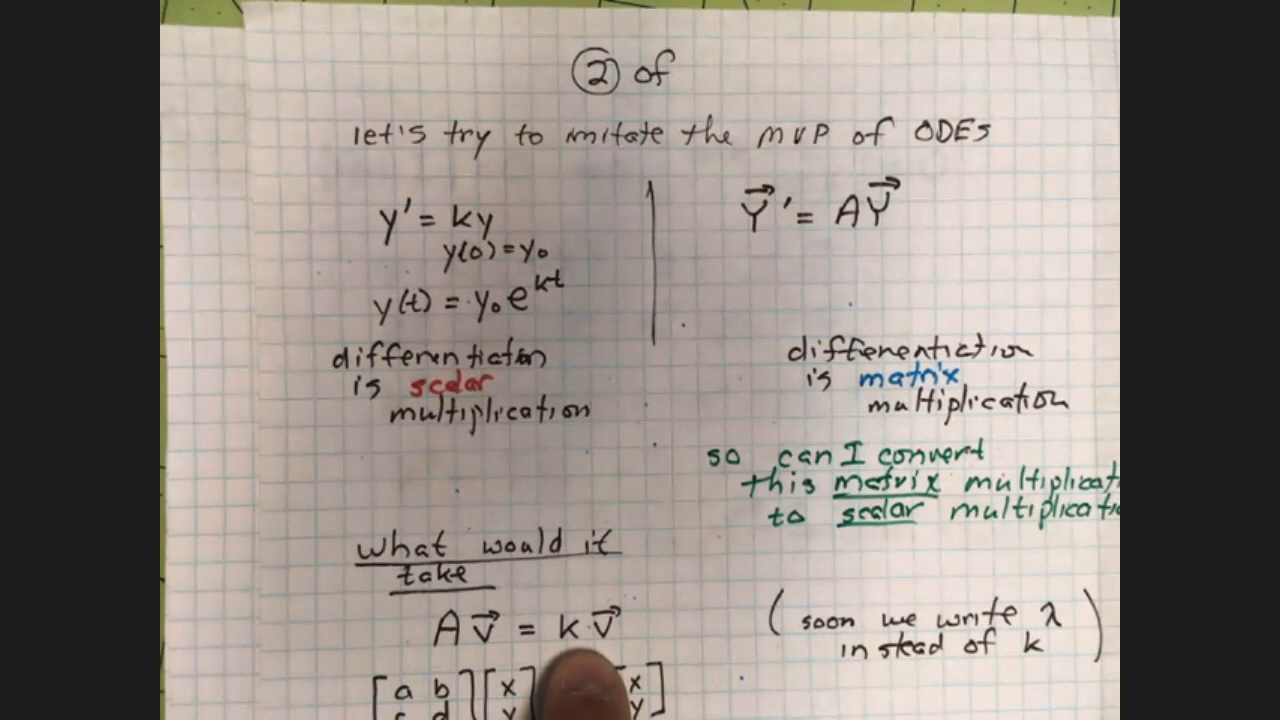 ② of
let's try to imitate the MVP of ODES
y' = ky
y(0) = y₀
y(t) = y₀ e^{kt}
differentiation
is scalar
multiplication
Y⃗' = AY⃗
differentiation
is matrix
multiplication
so can I convert
this matrix multiplicati
to scalar multiplicatio
What would it
take
A v⃗ = k·v⃗
(soon we write λ
instead of k)
[a b] [x] x]
c d y y